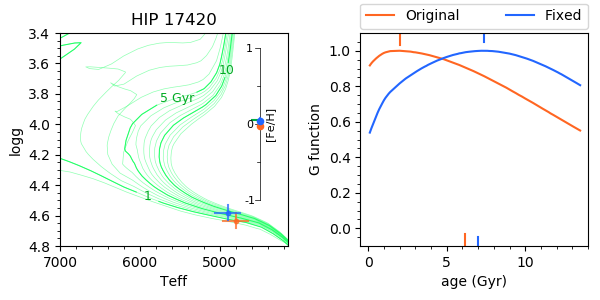 HIP 17420
Original Fixed
3.4
3.6
3.8
4.0
4.2
4.4
4.6
4.8
logg
7000 6000 5000
Teff
10
5 Gyr
1
1
0
-1
[Fe/H]
1.0
0.8
0.6
0.4
0.2
0.0
G function
0 5 10
age (Gyr)